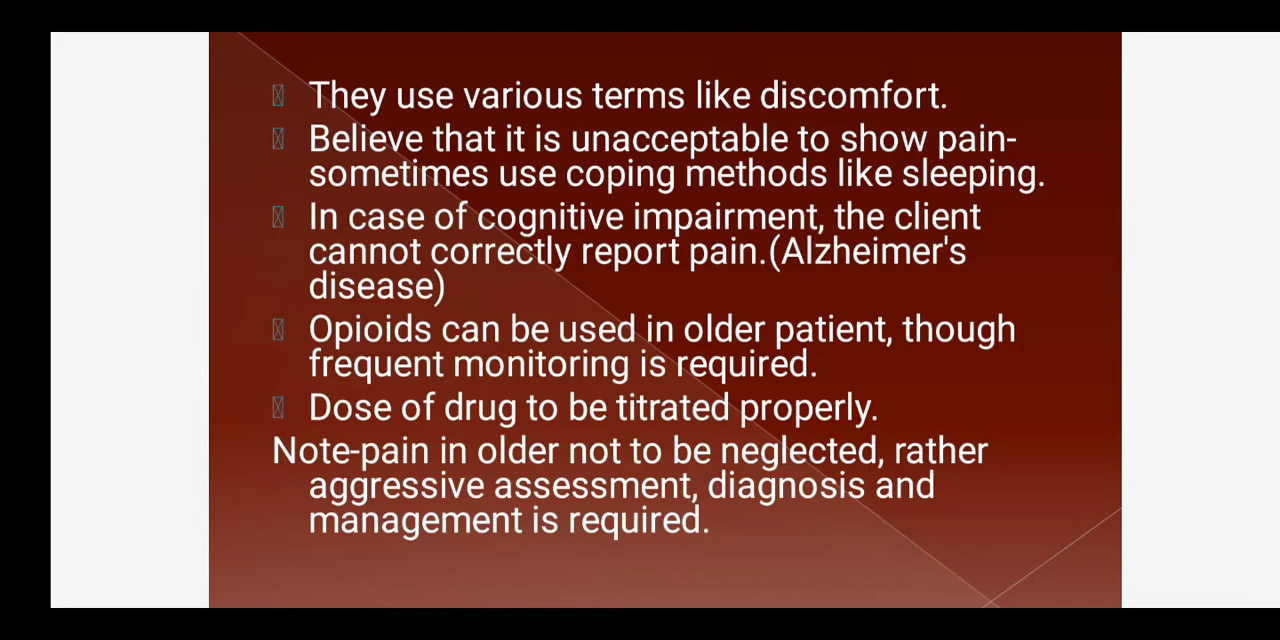 They use various terms like discomfort.
Believe that it is unacceptable to show pain-
sometimes use coping methods like sleeping.
In case of cognitive impairment, the client
cannot correctly report pain.(Alzheimer's
disease)
Opioids can be used in older patient, though
frequent monitoring is required.
Dose of drug to be titrated properly.
Note-pain in older not to be neglected, rather
aggressive assessment, diagnosis and
management is required.